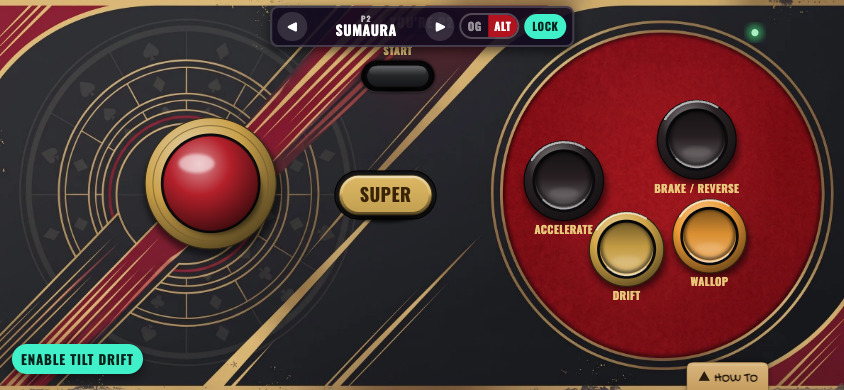 P2
SUMAURA
OG ALT
LOCK
START
SUPER
BRAKE / REVERSE
ACCELERATE
WALLOP
DRIFT
ENABLE TILT DRIFT
HOW TO